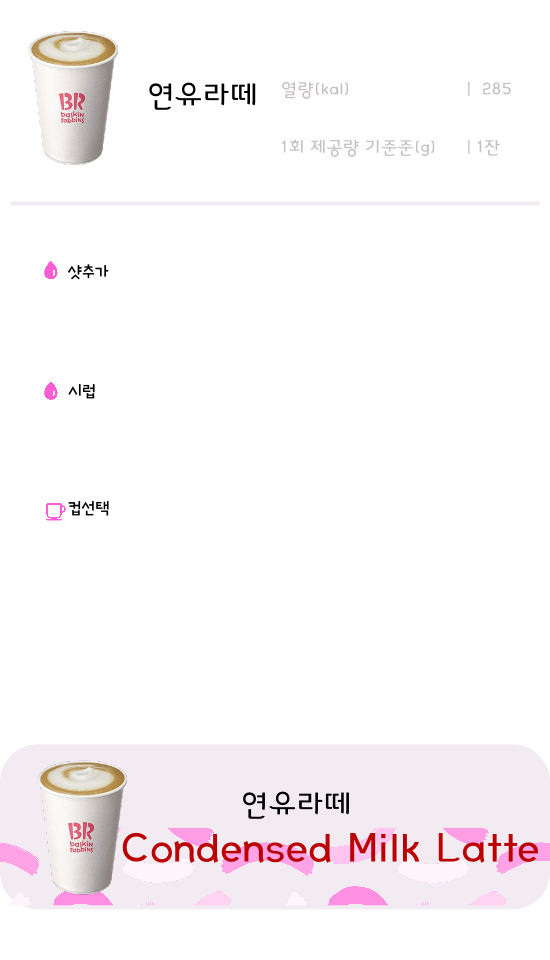 연유라떼
열량(kal) | 285
1회 제공량 기준준(g) | 1잔
BR
baskin
robbins
샷추가
시럽
컵선택
연유라떼
Condensed Milk Latte
BR
baskin
robbins